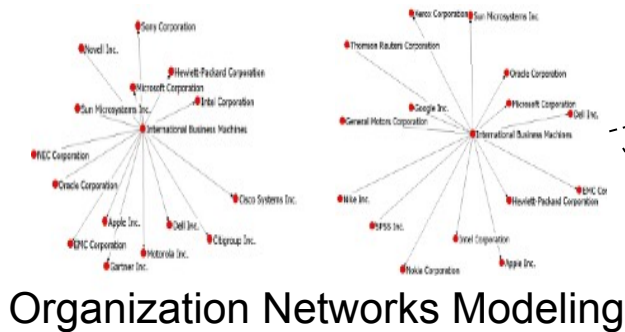 Sony Corporation
Novell Inc.
Hewlett-Packard Corporation
Microsoft Corporation
Intel Corporation
Sun Microsystems Inc.
International Business Machines
NEC Corporation
Oracle Corporation
Cisco Systems Inc.
Apple Inc.
Dell Inc.
Citigroup Inc.
EMC Corporation
Motorola Inc.
Gartner Inc.
Xerox Corporation
Sun Microsystems Inc
Thomson Reuters Corporation
Oracle Corporation
Google Inc.
Microsoft Corporation
Dell Inc.
General Motors Corporation
International Business Machines
Nike Inc.
EMC Cor
Hewlett-Packard Corporation
SPSS Inc.
Intel Corporation
Apple Inc.
Nokia Corporation
Organization Networks Modeling